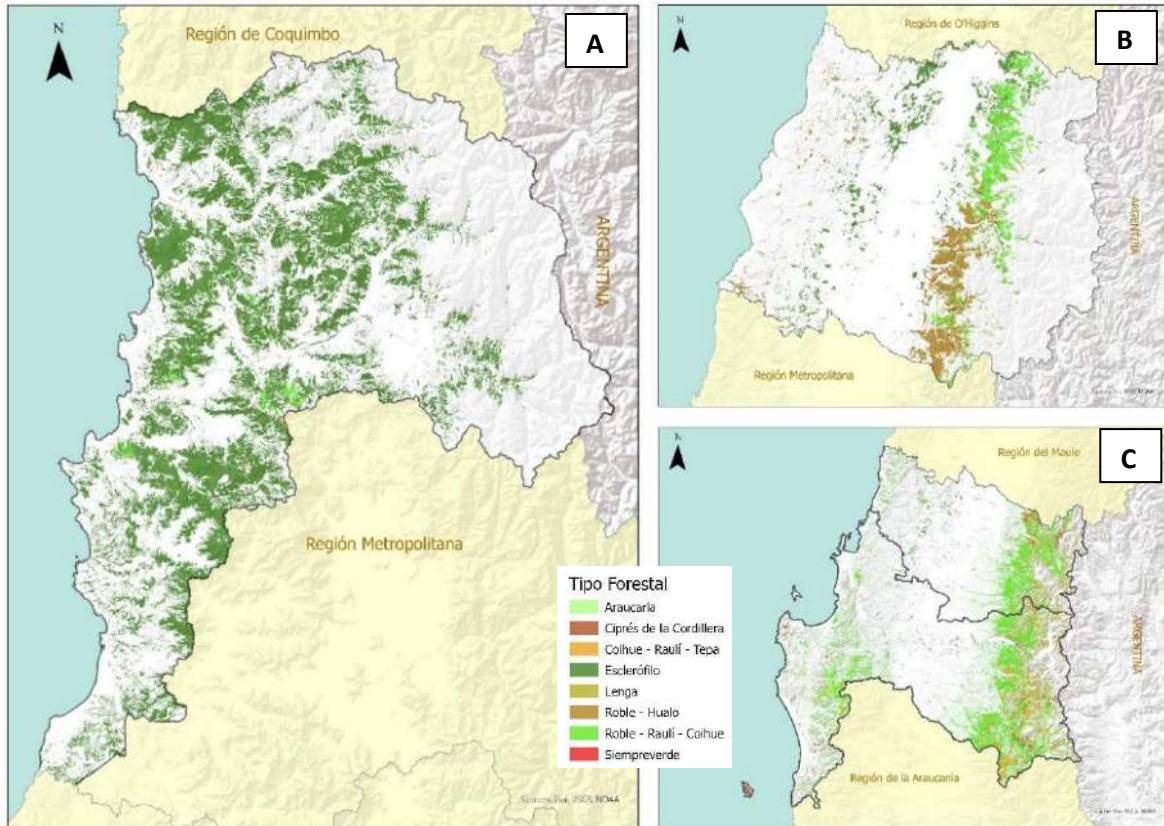 N
Región de Coquimbo
A
ARGENTINA
Región Metropolitana
Sources: Esri, USGS, NOAA
N
Región de O'Higgins
B
ARGENTINA
Región Metropolitana
N
Región del Maule
C
ARGENTINA
Región de la Araucanía
Tipo Forestal
Araucaria
Ciprés de la Cordillera
Coihue - Raulí - Tepa
Esclerófilo
Lenga
Roble - Hualo
Roble - Raulí - Coihue
Siempreverde